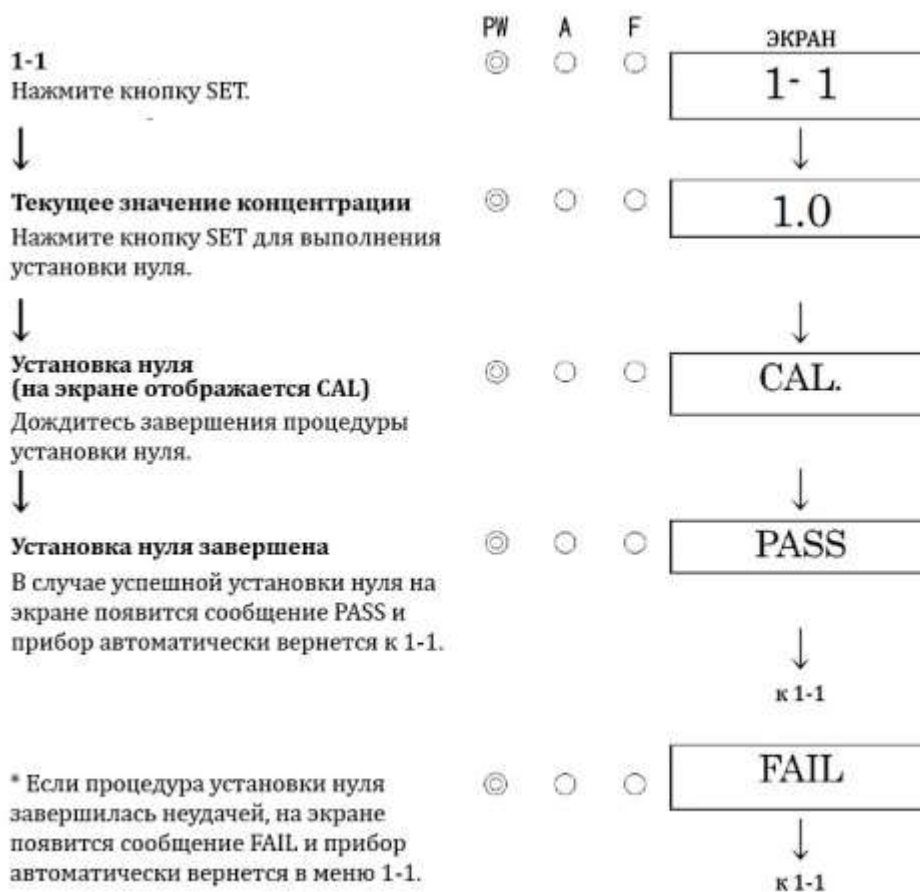 PW A F
ЭКРАН
1-1
Нажмите кнопку SET.
1- 1
Текущее значение концентрации
Нажмите кнопку SET для выполнения
установки нуля.
1.0
Установка нуля
(на экране отображается CAL)
Дождитесь завершения процедуры
установки нуля.
CAL.
Установка нуля завершена
В случае успешной установки нуля на
экране появится сообщение PASS и
прибор автоматически вернется к 1-1.
PASS
к 1-1
* Если процедура установки нуля
завершилась неудачей, на экране
появится сообщение FAIL и прибор
автоматически вернется в меню 1-1.
FAIL
к 1-1